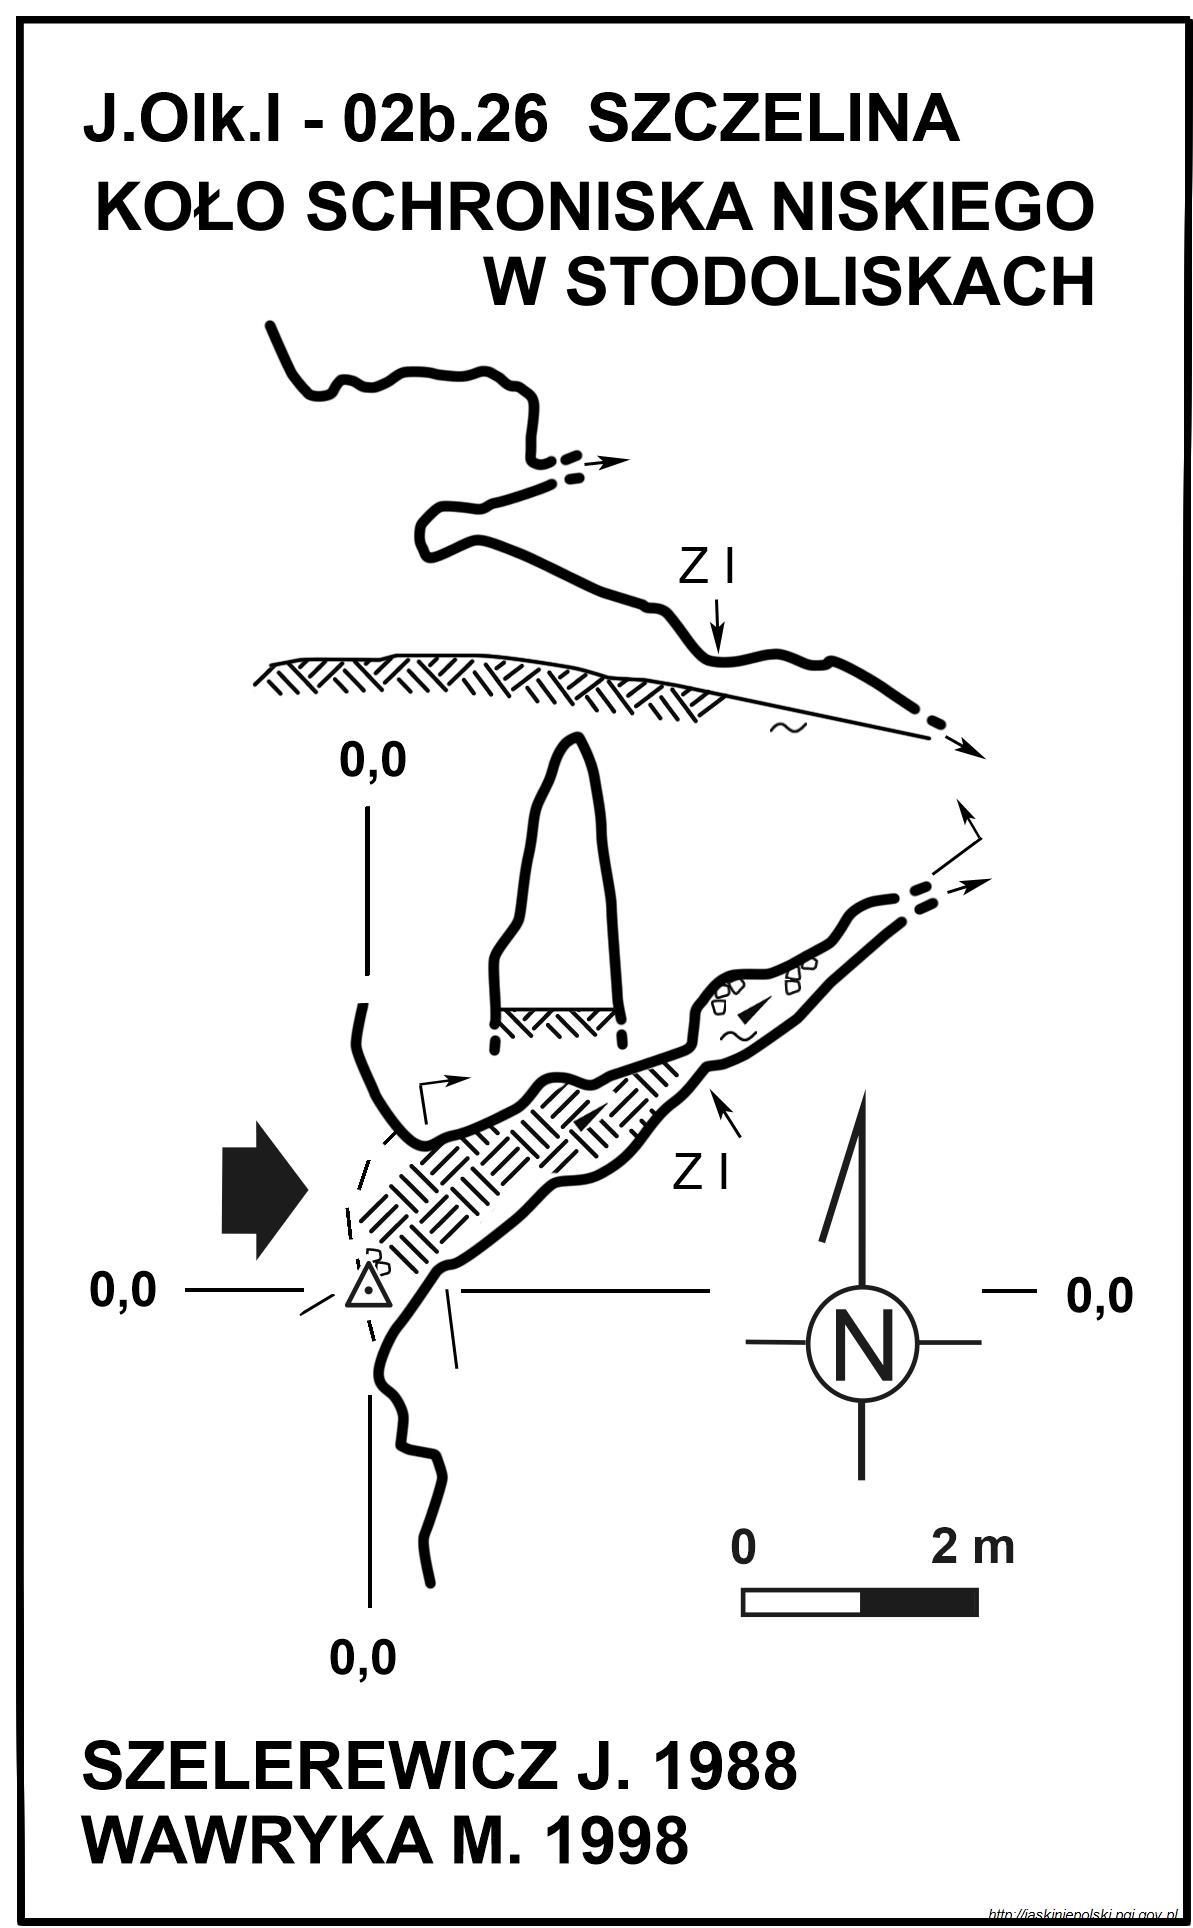 J.Olk.I - 02b.26 SZCZELINA
KOŁO SCHRONISKA NISKIEGO
W STODOLISKACH
Z I
0,0
Z I
0,0
0,0
N
0 2 m
0,0
SZELEREWICZ J. 1988
WAWRYKA M. 1998
http://jaskiniepolski.pgi.gov.pl